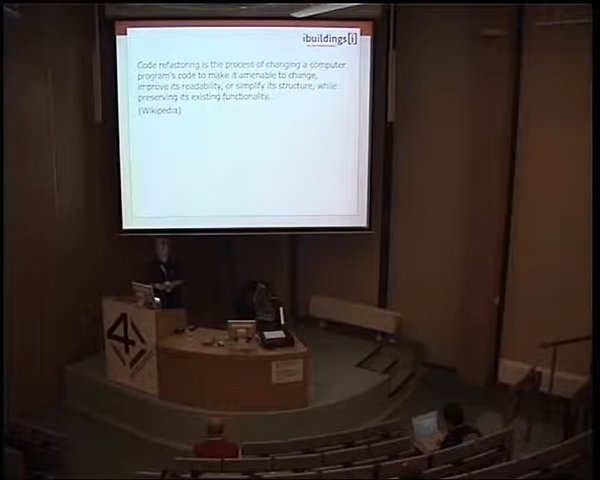 ibuildings[i]
Code refactoring is the process of changing a computer
program's code to make it amenable to change,
improve its readability, or simplify its structure, while
preserving its existing functionality.
(Wikipedia)
4